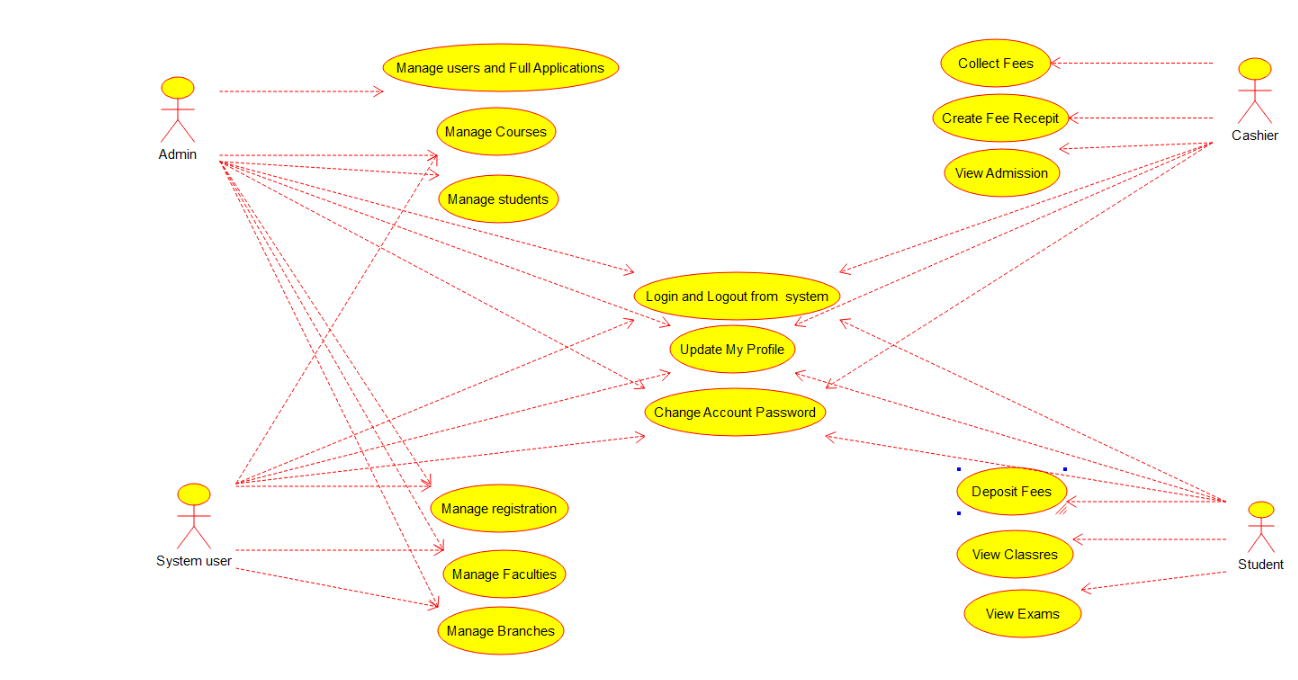 Manage users and Full Applications
Collect Fees
Manage Courses
Create Fee Recepit
Cashier
Admin
View Admission
Manage students
Login and Logout from system
Update My Profile
Change Account Password
Deposit Fees
Manage registration
System user
View Classres
Student
Manage Faculties
View Exams
Manage Branches